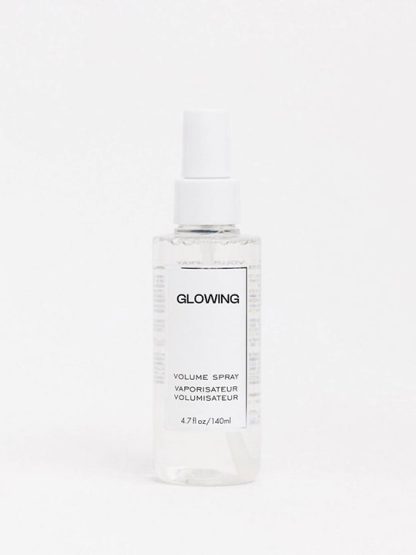 GLOWING
VOLUME SPRAY
VAPORISATEUR
VOLUMISATEUR
4.7 fl oz/140ml